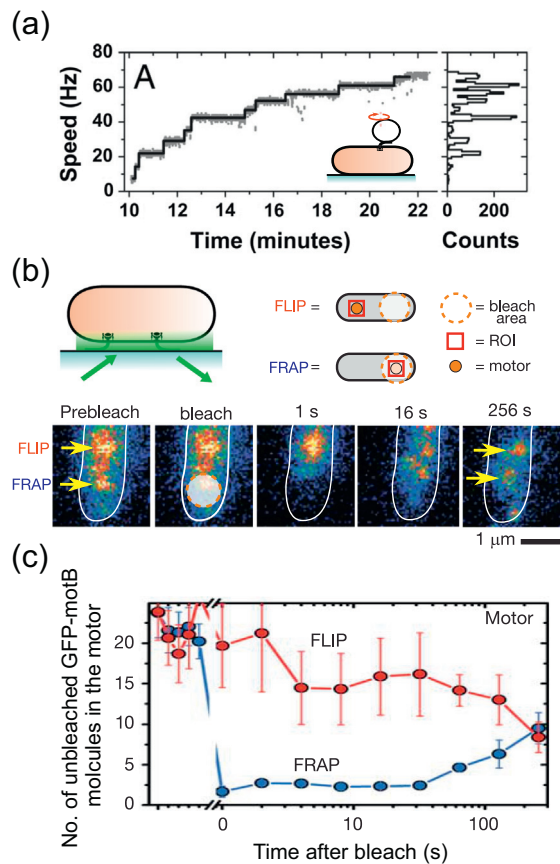 (a)
A
Speed (Hz)
80
60
40
20
0
10 12 14 16 18 20 22
Time (minutes)
0 200
Counts
(b)
FLIP =
= bleach
area
= ROI
FRAP =
= motor
Prebleach bleach 1 s 16 s 256 s
FLIP
FRAP
1 μm
(c)
Motor
No. of unbleached GFP-motB
molcules in the motor
20
15
10
5
0
FLIP
FRAP
0 10 100
Time after bleach (s)